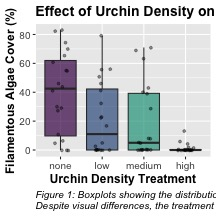 Effect of Urchin Density on
Filamentous Algae Cover (%)
80
60
40
20
0
none low medium high
Urchin Density Treatment
Figure 1: Boxplots showing the
Despite visual differences, the treatment